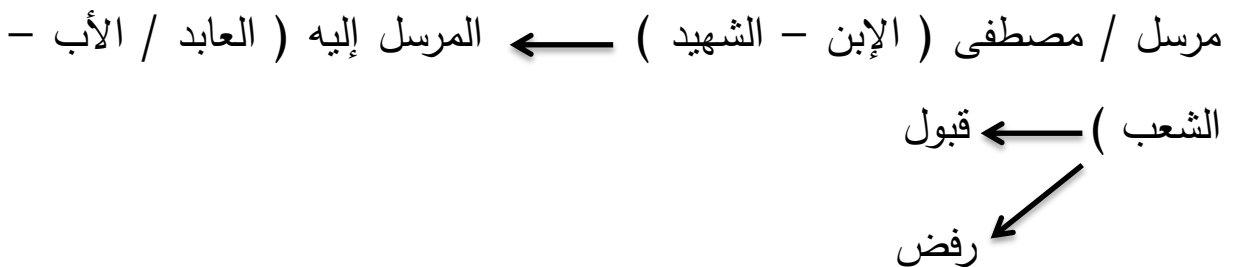 مرسل / مصطفى ( الإبن – الشهيد ) ← المرسل إليه ( العابد / الأب –
الشعب ) ← قبول
رفض